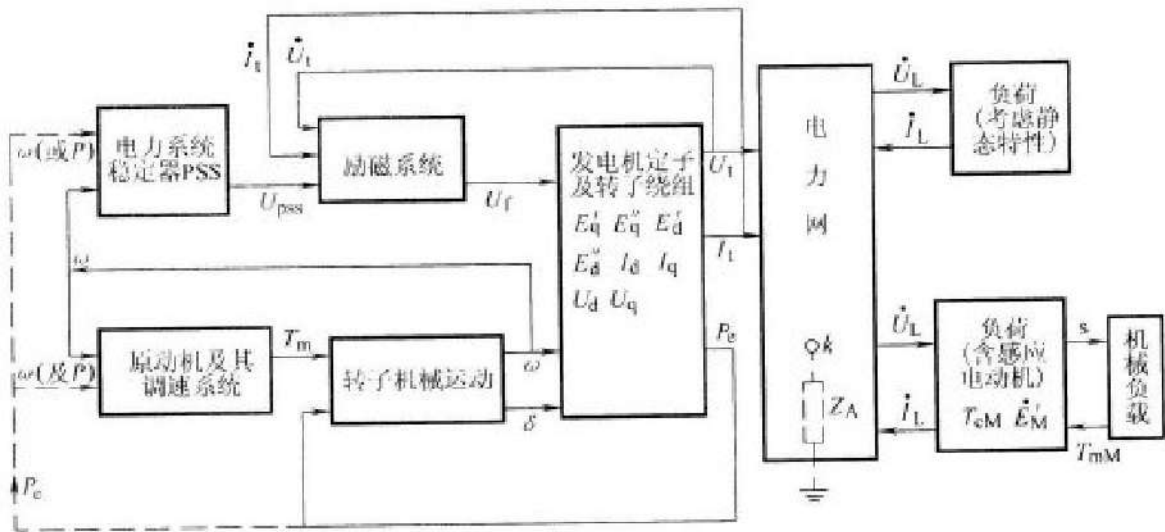 İt
U̇t
ω(或P)
电力系统
稳定器PSS
Upss
励磁系统
Uf
发电机定子
及转子绕组
E'q E"q E'd
E"d Id Iq
Ud Uq
Ut
It
Pe
电
力
网
k
ZA
U̇L
İL
负荷
(考虑静
态特性)
ω
ω(及P)
原动机及其
调速系统
Tm
转子机械运动
ω
δ
Pe
U̇L
İL
负荷
(含感应
电动机)
TeM Ė'M
s
TmM
机
械
负
载